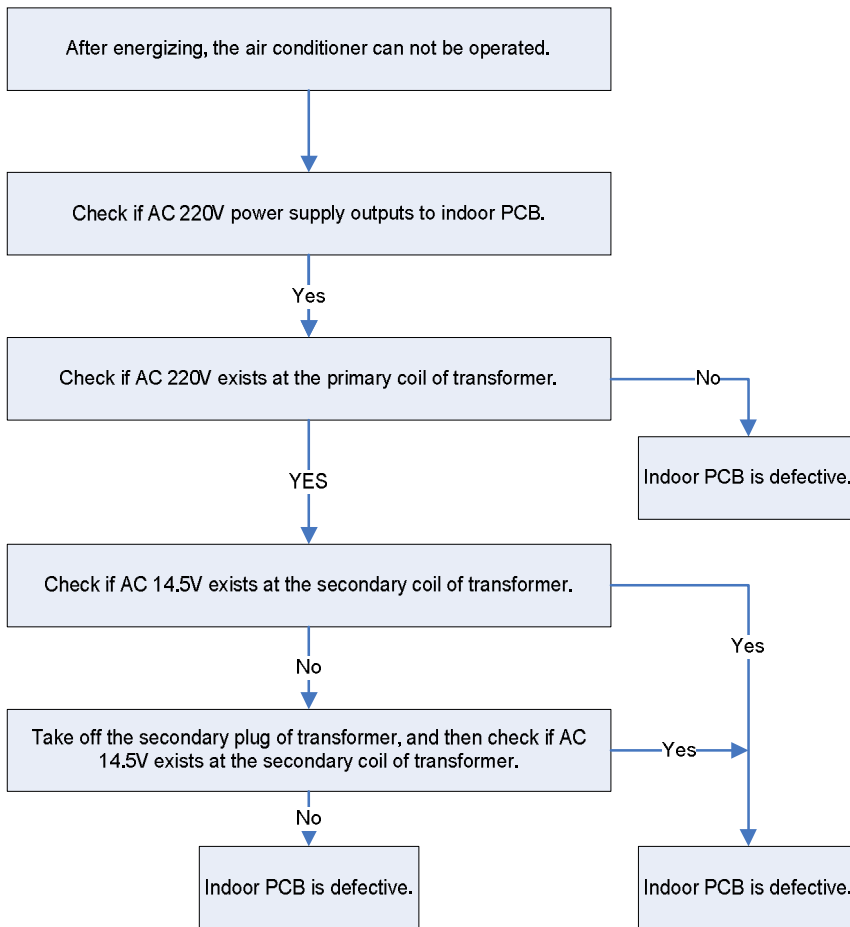 After energizing, the air conditioner can not be operated.
Check if AC 220V power supply outputs to indoor PCB.
Yes
Check if AC 220V exists at the primary coil of transformer.
No
Indoor PCB is defective.
YES
Check if AC 14.5V exists at the secondary coil of transformer.
Yes
No
Take off the secondary plug of transformer, and then check if AC
14.5V exists at the secondary coil of transformer.
Yes
No
Indoor PCB is defective.
Indoor PCB is defective.